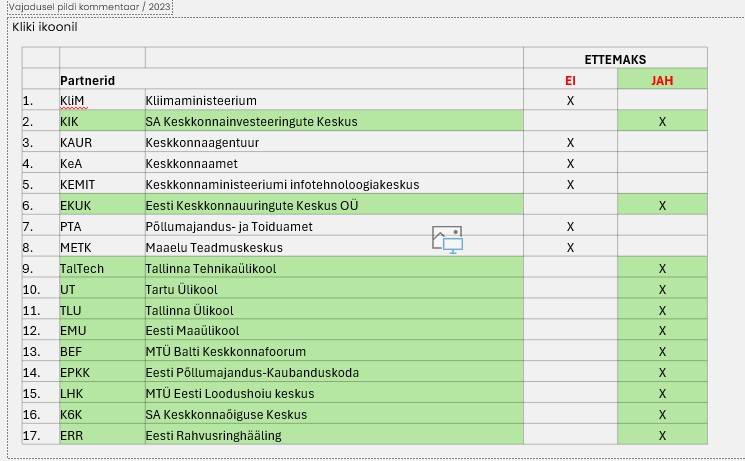 Vajadusel pildi kommentaar / 2023
Kliki ikoonil
ETTEMAKS
Partnerid EI JAH
1. KliM Kliimaministeerium X
2. KIK SA Keskkonnainvesteeringute Keskus X
3. KAUR Keskkonnaagentuur X
4. KeA Keskkonnaamet X
5. KEMIT Keskkonnaministeeriumi infotehnoloogiakeskus X
6. EKUK Eesti Keskkonnauuringute Keskus OÜ X
7. PTA Põllumajandus- ja Toiduamet X
8. METK Maaelu Teadmuskeskus X
9. TalTech Tallinna Tehnikaülikool X
10. UT Tartu Ülikool X
11. TLU Tallinna Ülikool X
12. EMU Eesti Maaülikool X
13. BEF MTÜ Balti Keskkonnafoorum X
14. EPKK Eesti Põllumajandus-Kaubanduskoda X
15. LHK MTÜ Eesti Loodushoiu keskus X
16. K6K SA Keskkonnaõiguse Keskus X
17. ERR Eesti Rahvusringhääling X